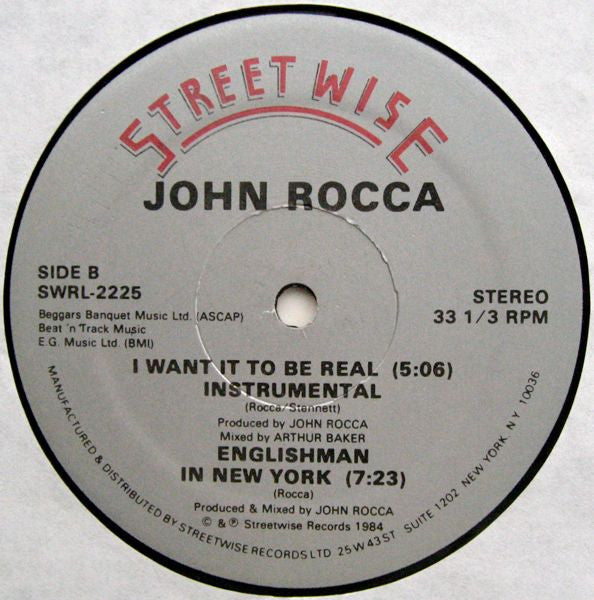 STREETWISE
JOHN ROCCA
SIDE B
SWRL-2225
STEREO
33 1/3 RPM
Beggars Banquet Music Ltd. (ASCAP)
Beat 'n Track Music
E.G. Music Ltd. (BMI)
I WANT IT TO BE REAL (5:06)
INSTRUMENTAL
(Rocca/Stennett)
Produced by JOHN ROCCA
Mixed by ARTHUR BAKER
ENGLISHMAN
IN NEW YORK (7:23)
(Rocca)
Produced & Mixed by JOHN ROCCA
© & ℗ Streetwise Records 1984
MANUFACTURED & DISTRIBUTED BY STREETWISE RECORDS LTD 25 W 43 ST SUITE 1202 NEW YORK NY 10036